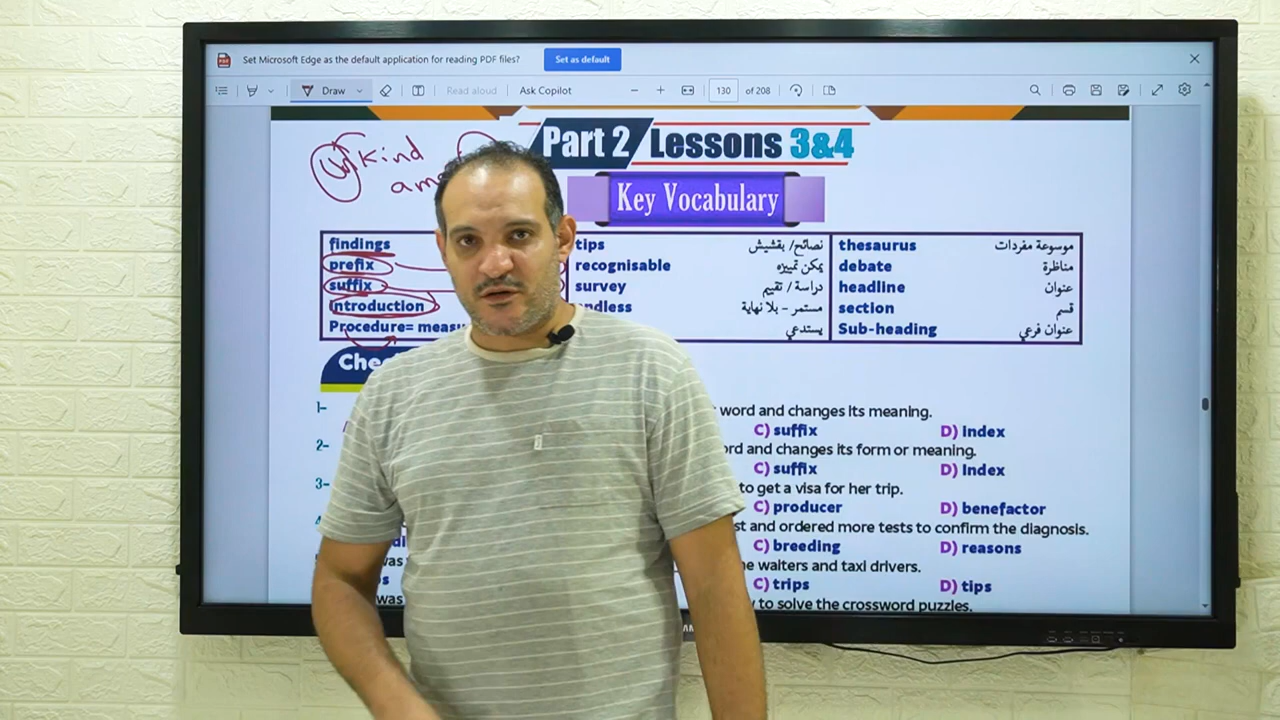 Set Microsoft Edge as the default application for reading PDF files? Set as default
Draw Read aloud Ask Copilot 130 of 208
unkind
Part 2 Lessons 3&4
Key Vocabulary
findings tips نصائح/ بقشيش thesaurus موسوعة مفردات
prefix recognisable يمكن تمييزه debate مناظرة
suffix survey دراسة / تقييم headline عنوان
introduction مستمر – بلا نهاية section قسم
Procedure= يستدعي Sub-heading عنوان فرعي
1- word and changes its meaning.
C) suffix D) index
2- and changes its form or meaning.
C) suffix D) index
3- to get a visa for her trip.
C) producer D) benefactor
and ordered more tests to confirm the diagnosis.
C) breeding D) reasons
waiters and taxi drivers.
C) trips D) tips
was to solve the crossword puzzles.